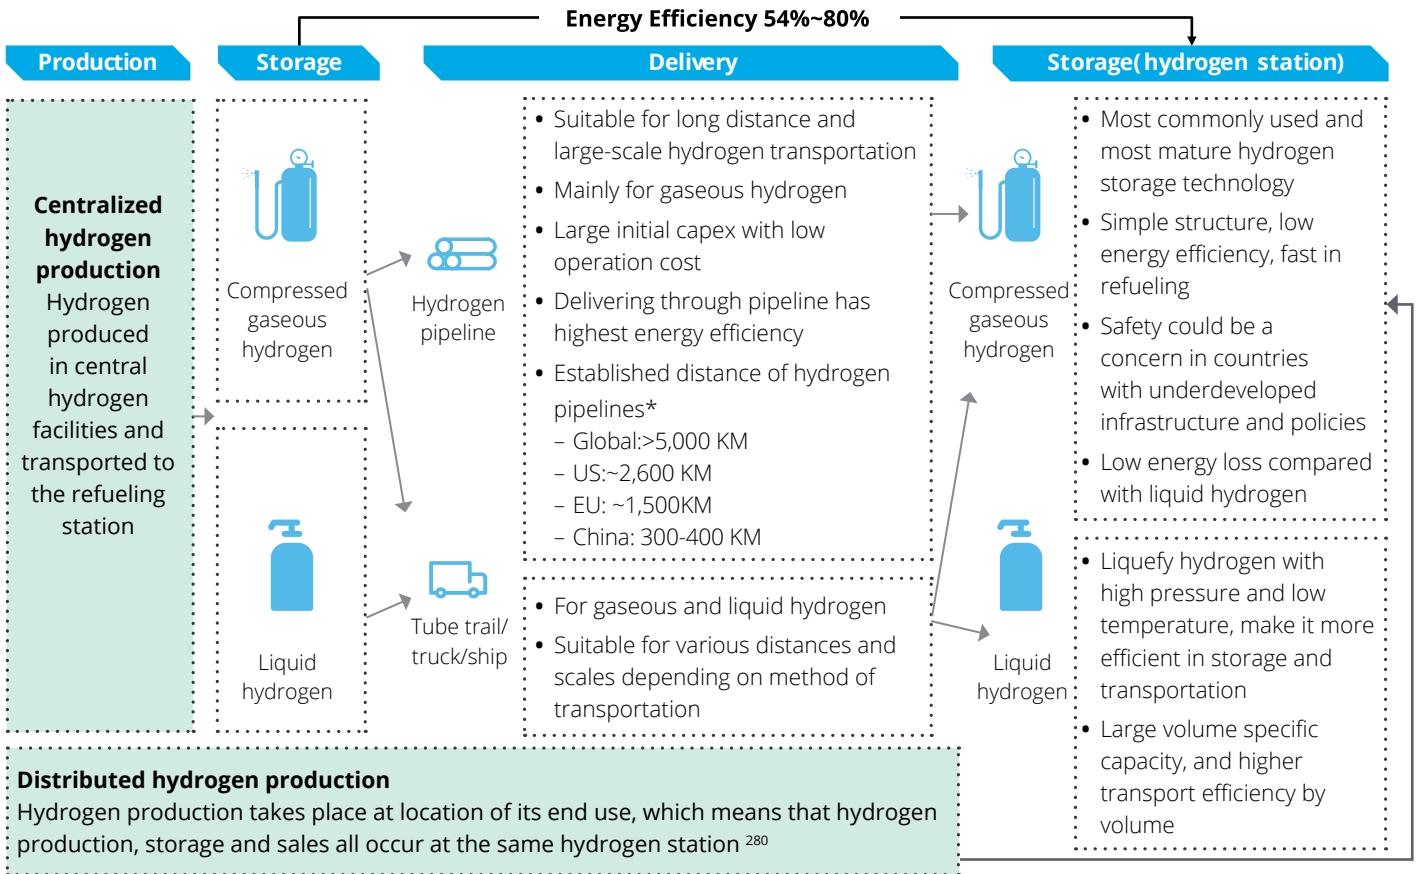 Energy Efficiency 54%~80%
Production
Storage
Delivery
Storage(hydrogen station)
Centralized
hydrogen
production
Hydrogen
produced
in central
hydrogen
facilities and
transported to
the refueling
station
Compressed
gaseous
hydrogen
Liquid
hydrogen
Hydrogen
pipeline
Tube trail/
truck/ship
• Suitable for long distance and
large-scale hydrogen transportation
• Mainly for gaseous hydrogen
• Large initial capex with low
operation cost
• Delivering through pipeline has
highest energy efficiency
• Established distance of hydrogen
pipelines*
– Global:>5,000 KM
– US:~2,600 KM
– EU: ~1,500KM
– China: 300-400 KM
• For gaseous and liquid hydrogen
• Suitable for various distances and
scales depending on method of
transportation
Compressed
gaseous
hydrogen
Liquid
hydrogen
• Most commonly used and
most mature hydrogen
storage technology
• Simple structure, low
energy efficiency, fast in
refueling
• Safety could be a
concern in countries
with underdeveloped
infrastructure and policies
• Low energy loss compared
with liquid hydrogen
• Liquefy hydrogen with
high pressure and low
temperature, make it more
efficient in storage and
transportation
• Large volume specific
capacity, and higher
transport efficiency by
volume
Distributed hydrogen production
Hydrogen production takes place at location of its end use, which means that hydrogen
production, storage and sales all occur at the same hydrogen station 280